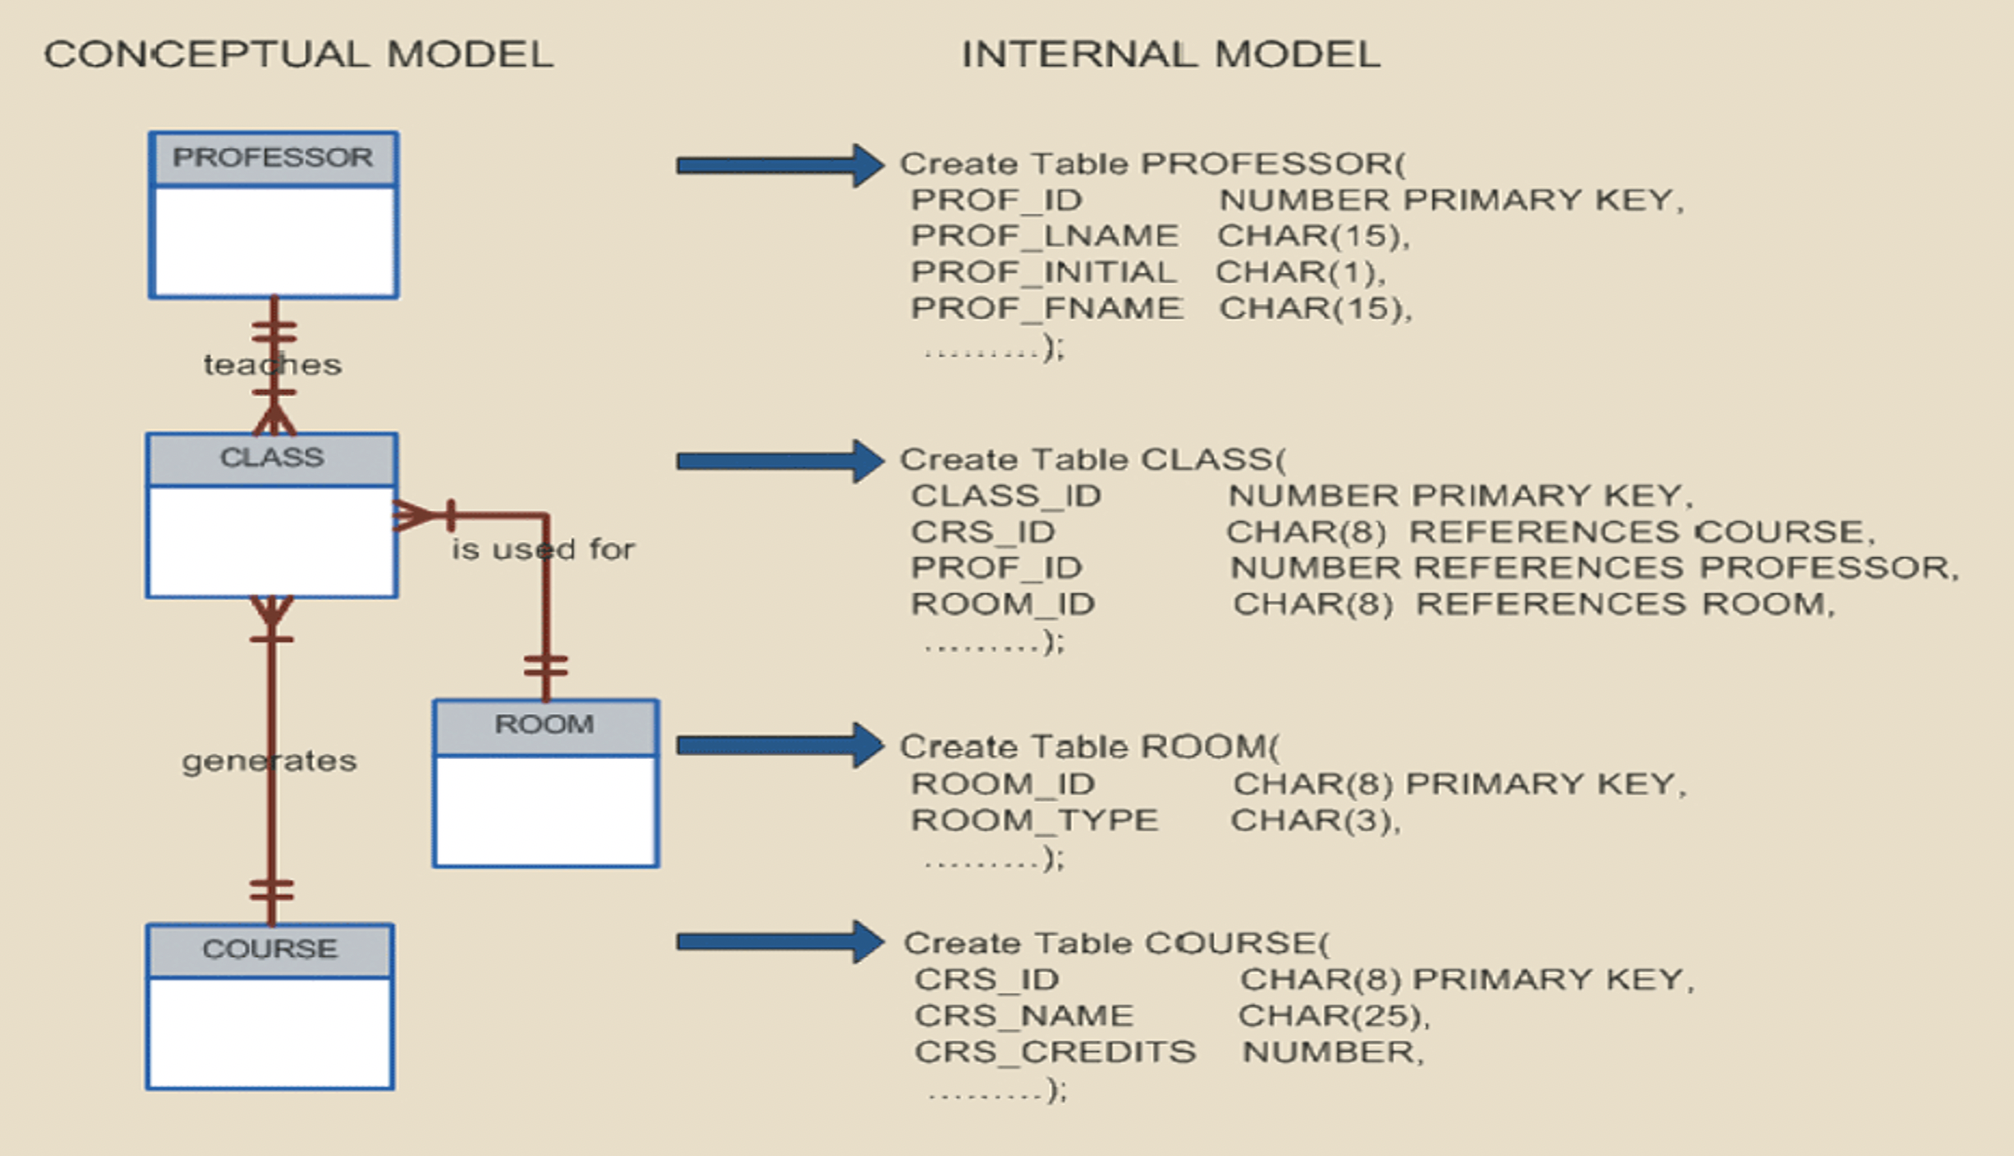 CONCEPTUAL MODEL
INTERNAL MODEL
PROFESSOR
teaches
CLASS
is used for
generates
ROOM
COURSE
Create Table PROFESSOR(
PROF_ID NUMBER PRIMARY KEY,
PROF_LNAME CHAR(15),
PROF_INITIAL CHAR(1),
PROF_FNAME CHAR(15),
.........);
Create Table CLASS(
CLASS_ID NUMBER PRIMARY KEY,
CRS_ID CHAR(8) REFERENCES COURSE,
PROF_ID NUMBER REFERENCES PROFESSOR,
ROOM_ID CHAR(8) REFERENCES ROOM,
.........);
Create Table ROOM(
ROOM_ID CHAR(8) PRIMARY KEY,
ROOM_TYPE CHAR(3),
.........);
Create Table COURSE(
CRS_ID CHAR(8) PRIMARY KEY,
CRS_NAME CHAR(25),
CRS_CREDITS NUMBER,
.........);